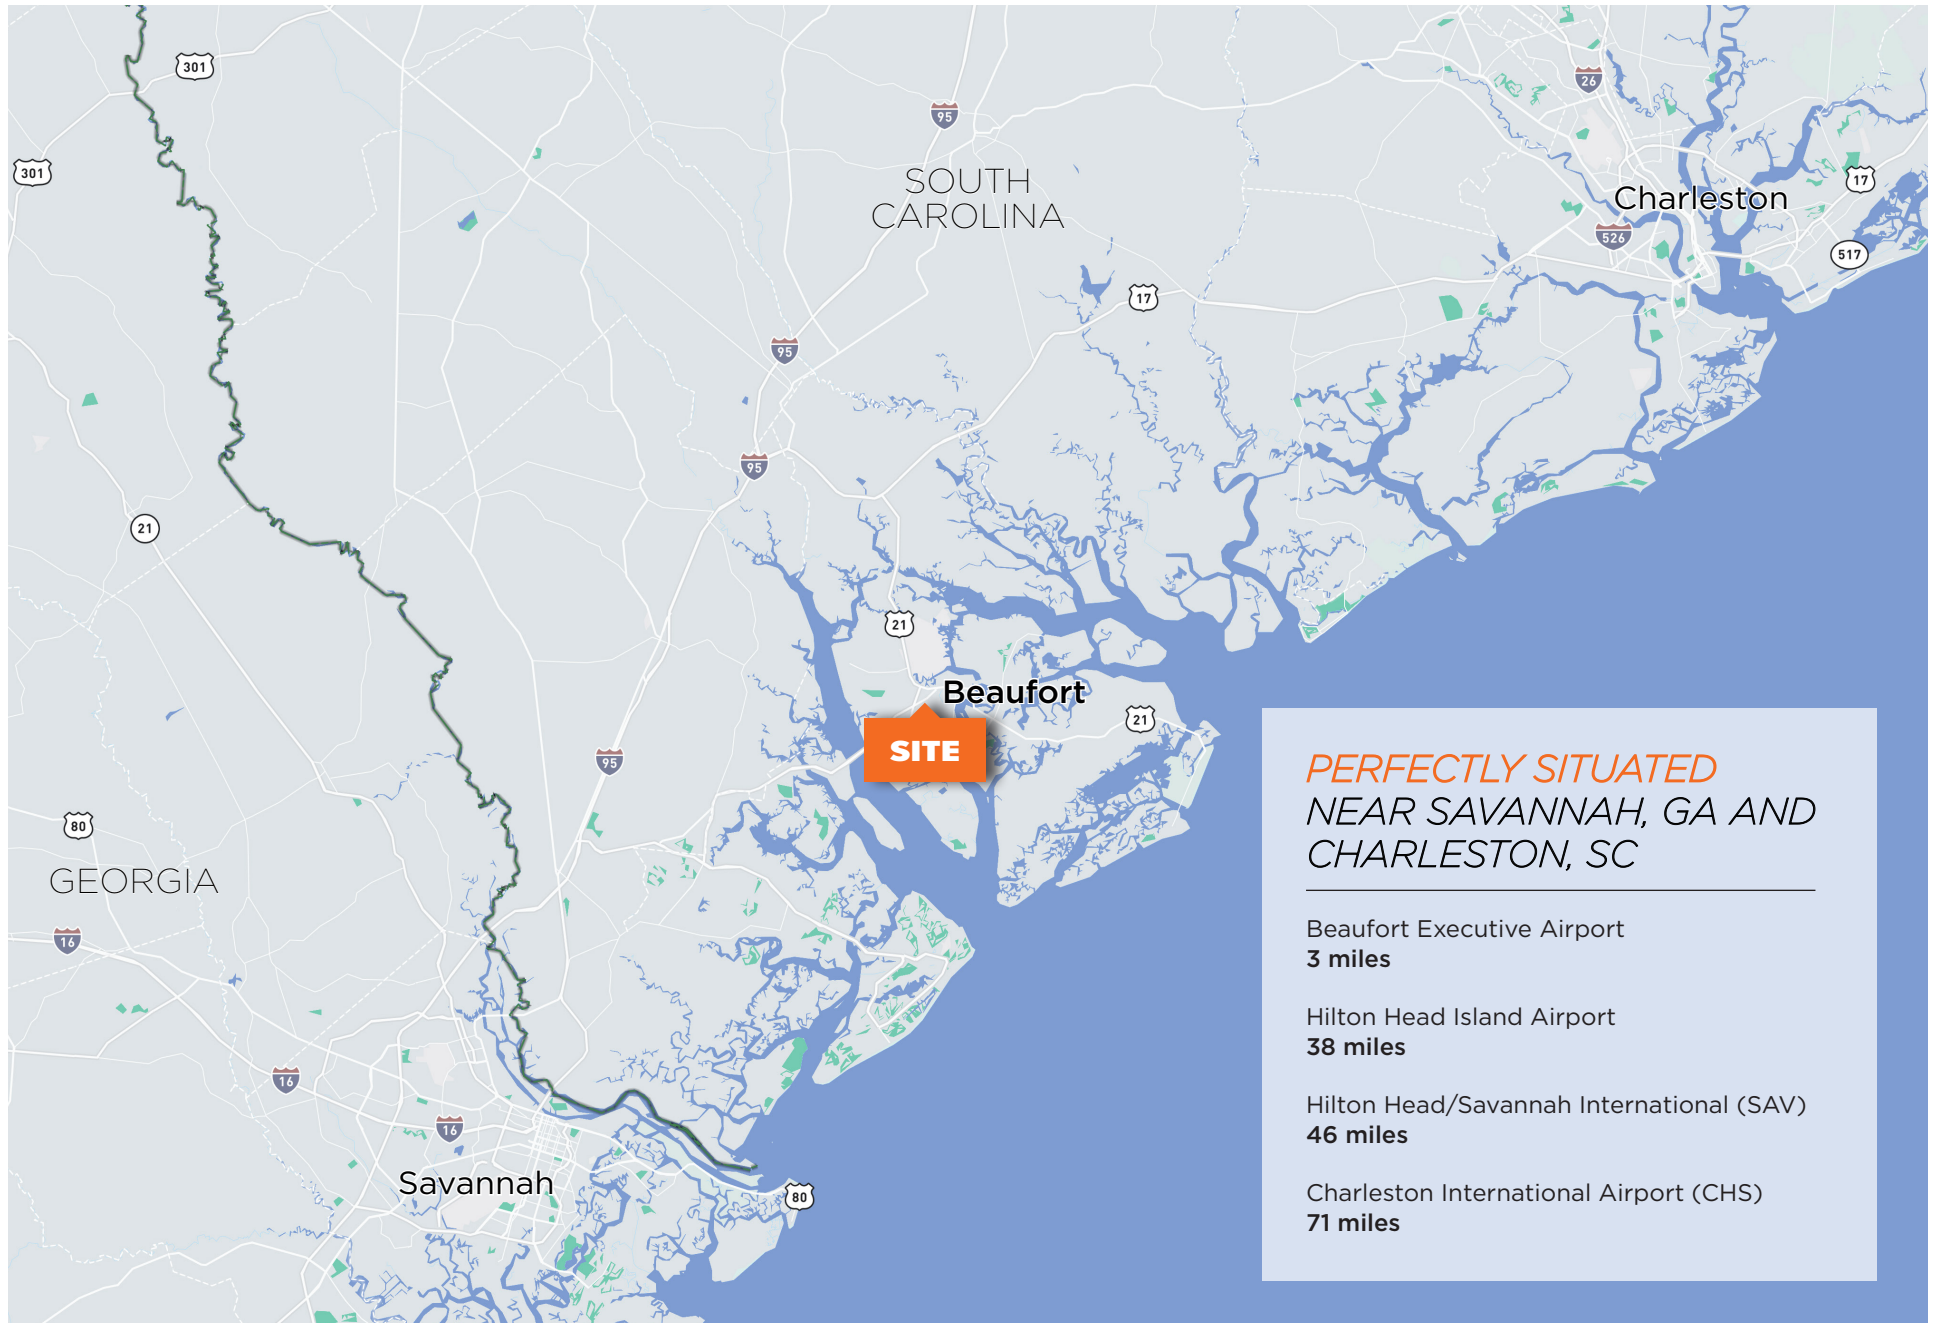 301
301
95
26
SOUTH
CAROLINA
Charleston
17
526
517
17
95
95
21
21
Beaufort
21
SITE
95
80
GEORGIA
16
16
16
Savannah
80
PERFECTLY SITUATED
NEAR SAVANNAH, GA AND
CHARLESTON, SC
Beaufort Executive Airport
3 miles
Hilton Head Island Airport
38 miles
Hilton Head/Savannah International (SAV)
46 miles
Charleston International Airport (CHS)
71 miles